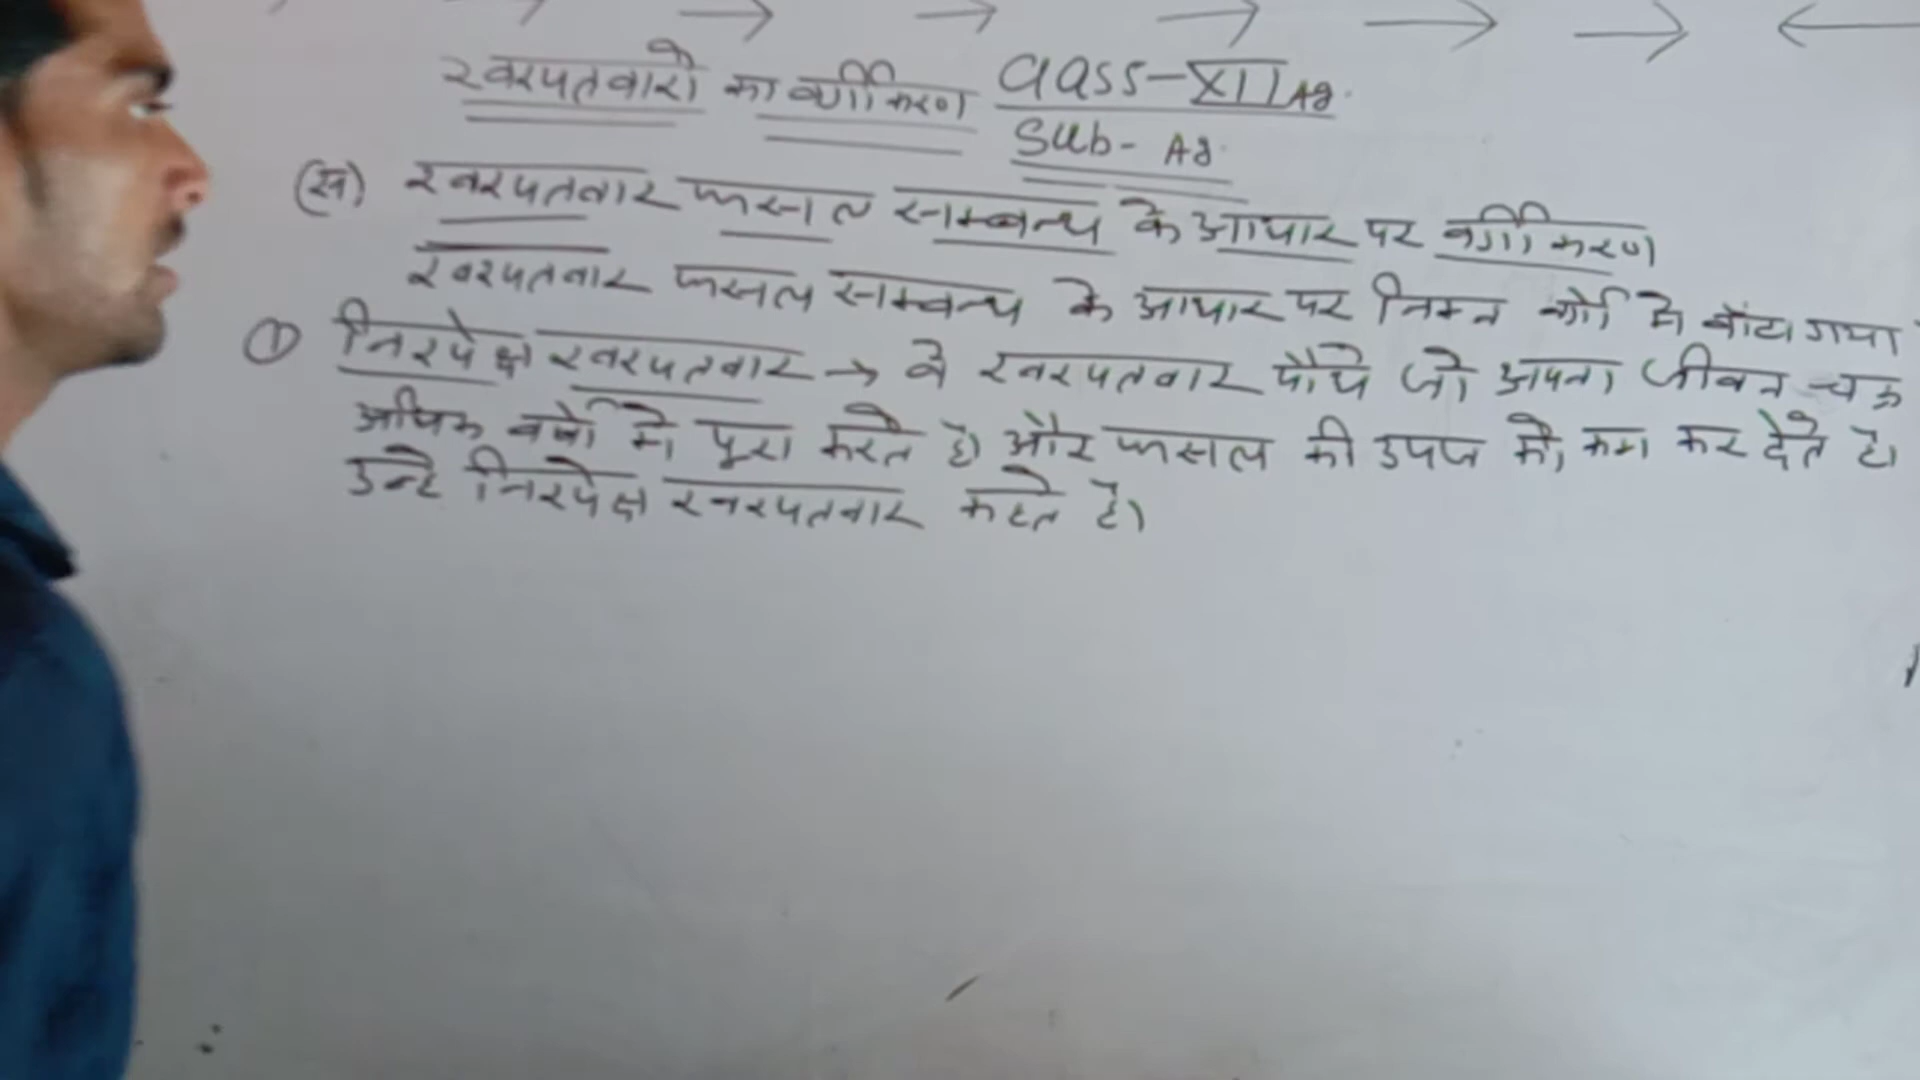 खरपतवारों का वर्गीकरण Class-XII Ag.
Sub- Ag.
(स) खरपतवार फसल सम्बन्ध के आधार पर वर्गीकरण
खरपतवार फसल सम्बन्ध के आधार पर निम्न वर्गो में बांटा गया
① निरपेक्ष खरपतवार → वे खरपतवार पौधे जो अपना जीवन चक्र
अधिक वर्षो में पूरा करते है और फसल की उपज को कम कर देते है।
उन्हे निरपेक्ष खरपतवार कहते है।